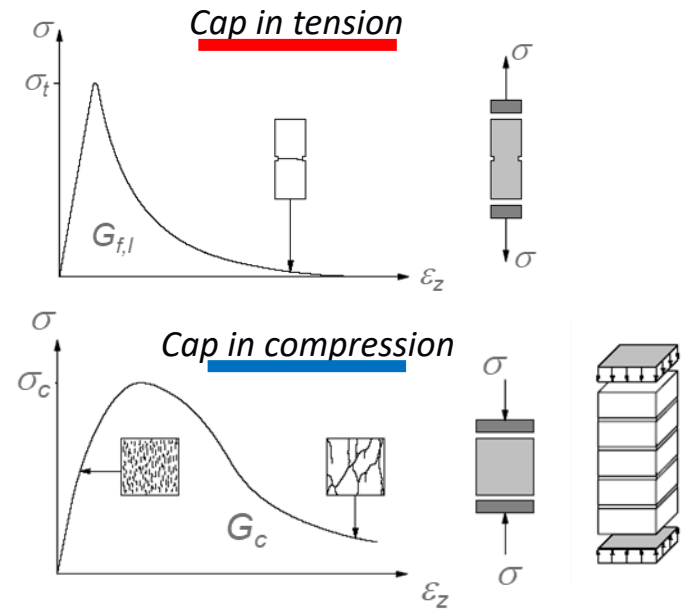 Cap in tension
σ
σt
Gf,I
εz
σ
σ
Cap in compression
σ
σc
Gc
εz
σ
σ